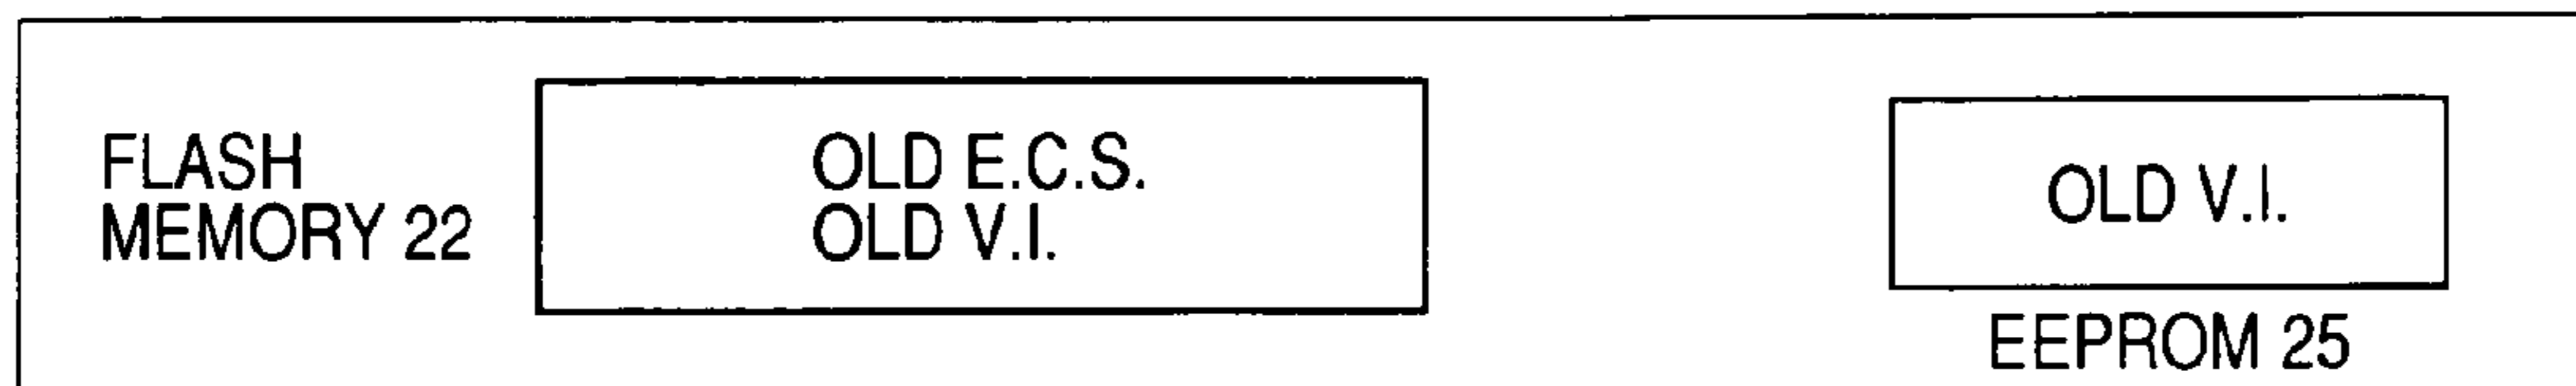 FLASH
MEMORY 22
OLD E.C.S.
OLD V.I.
OLD V.I.
EEPROM 25